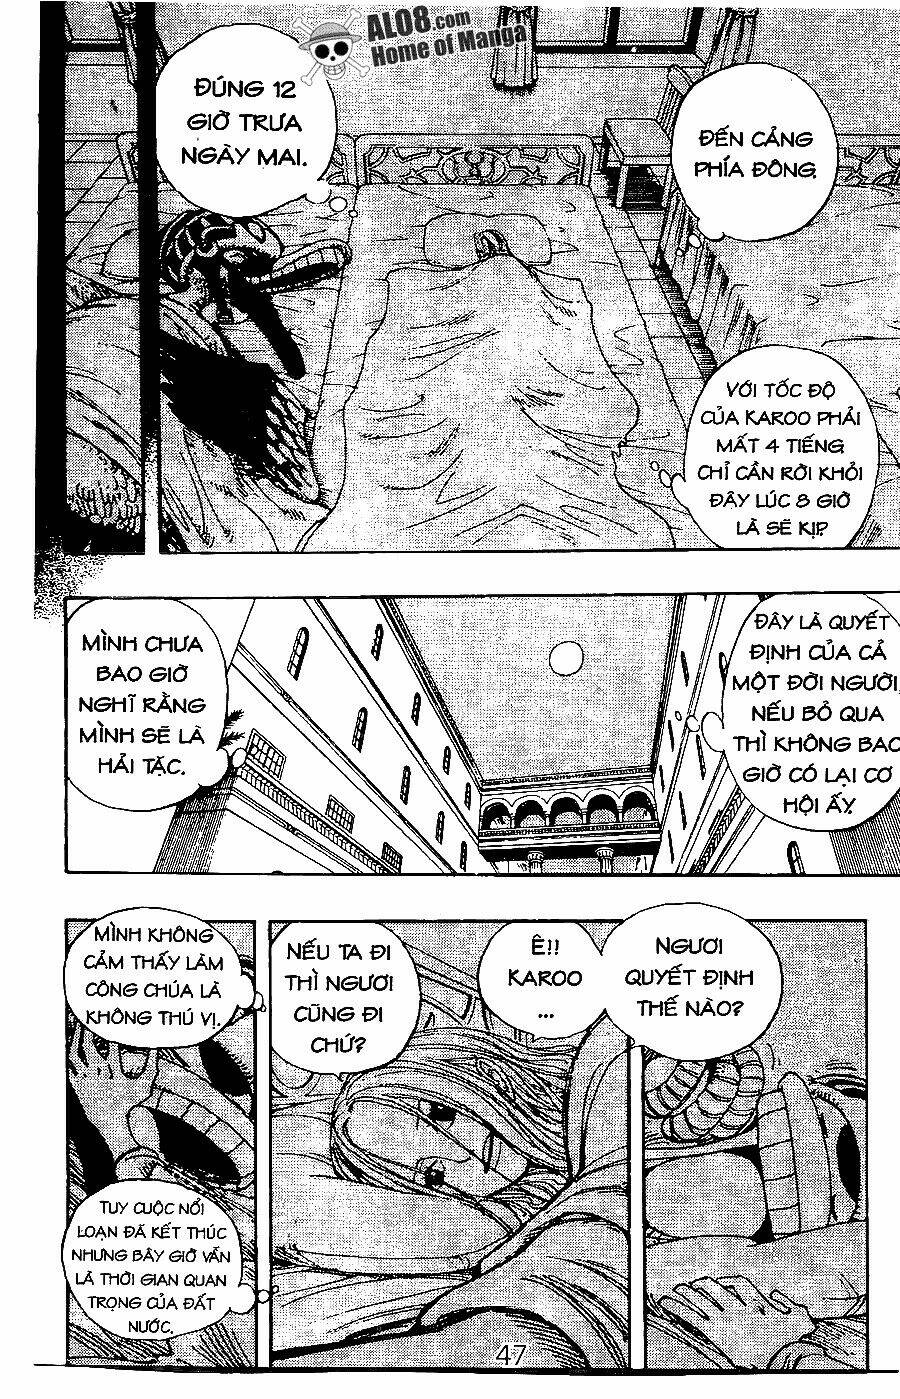 AL08.com
Home of Manga
ĐÚNG 12
GIỜ TRƯA
NGÀY MAI.
ĐẾN CẢNG
PHÍA ĐÔNG.
VỚI TỐC ĐỘ
CỦA KAROO PHẢI
MẤT 4 TIẾNG
CHỈ CẦN RỜI KHỎI
ĐÂY LÚC 8 GIỜ
LÀ SẼ KỊP.
MÌNH CHƯA
BAO GIỜ
NGHĨ RẰNG
MÌNH SẼ LÀ
HẢI TẶC.
ĐÂY LÀ QUYẾT
ĐỊNH CỦA CẢ
MỘT ĐỜI NGƯỜI,
NẾU BỎ QUA
THÌ KHÔNG BAO
GIỜ CÓ LẠI CƠ
HỘI ẤY.
MÌNH KHÔNG
CẢM THẤY LÀM
CÔNG CHÚA LÀ
KHÔNG THÚ VỊ.
TUY CUỘC NỔI
LOẠN ĐÃ KẾT THÚC
NHƯNG BÂY GIỜ VẪN
LÀ THỜI GIAN QUAN
TRỌNG CỦA ĐẤT
NƯỚC.
NẾU TA ĐI
THÌ NGƯƠI
CŨNG ĐI
CHỨ?
Ê!!
KAROO
...
NGƯƠI
QUYẾT ĐỊNH
THẾ NÀO?
47